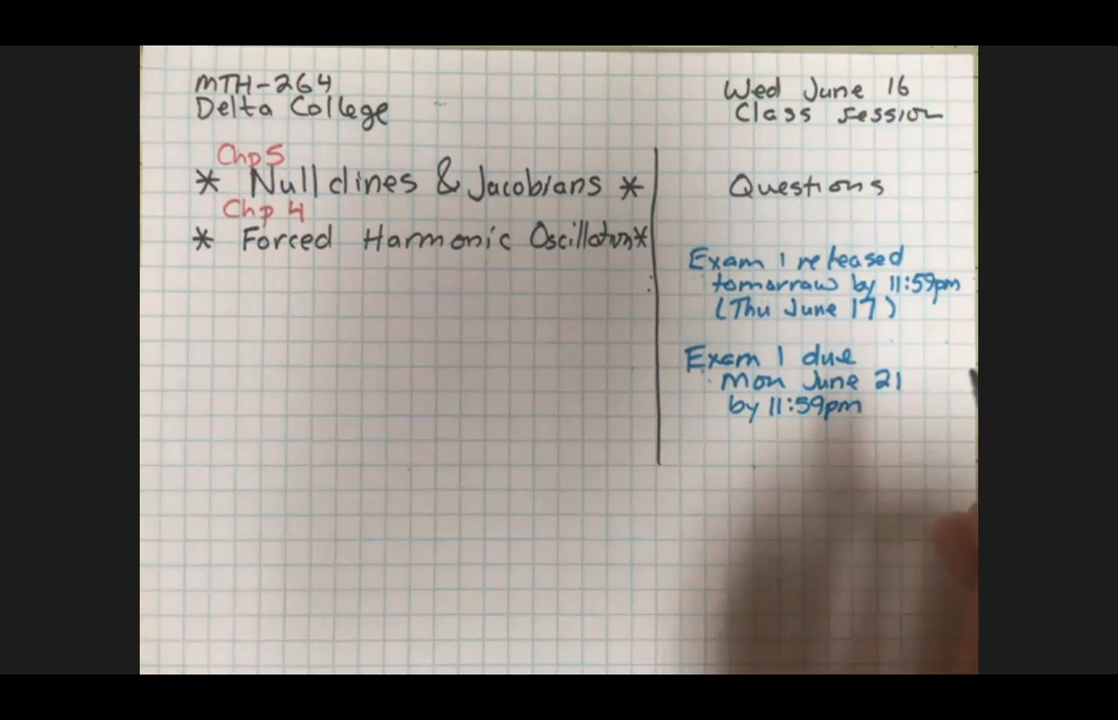 MTH-264
Delta College
Chp 5
* Nullclines & Jacobians *
Chp 4
* Forced Harmonic Oscillators *
Wed June 16
Class session
Questions
Exam 1 released
tomorrow by 11:59pm
(Thu June 17)
Exam 1 due
Mon June 21
by 11:59pm